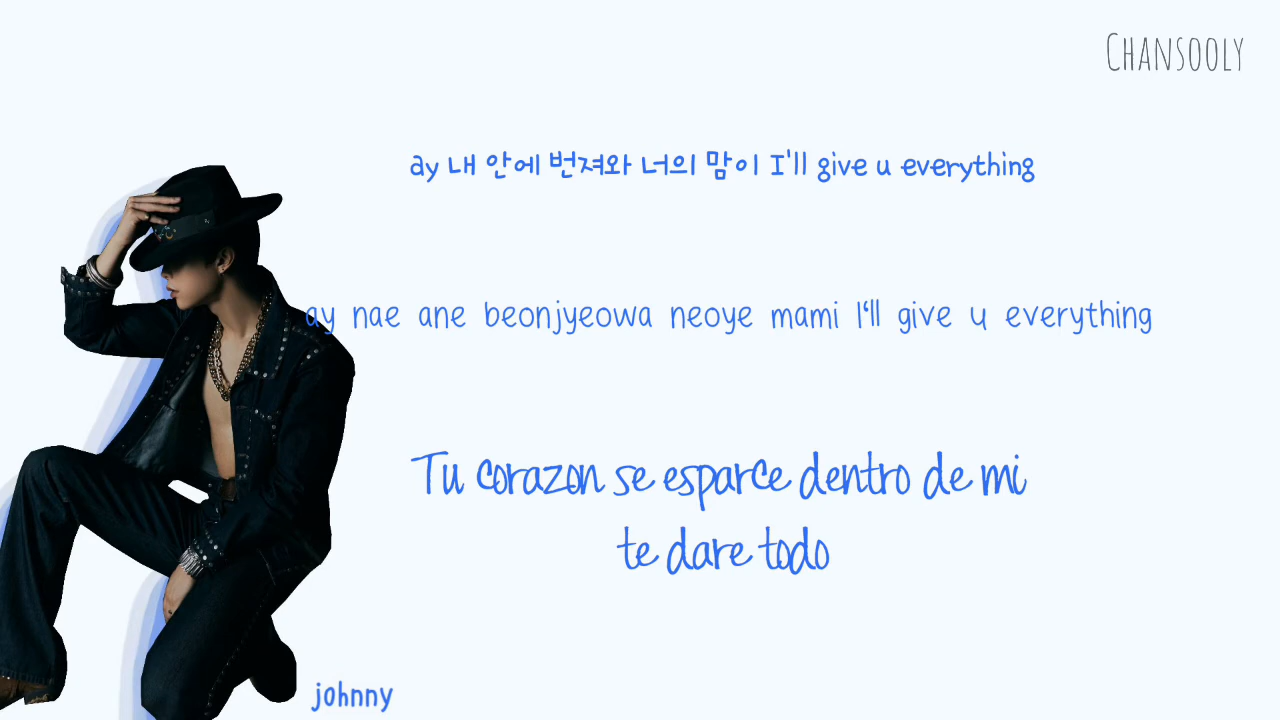 CHANSOOLY
ay 내 안에 번져와 너의 맘이 I'll give u everything
ay nae ane beonjyeowa neoye mami I'll give u everything
Tu corazon se esparce dentro de mi
te dare todo
johnny